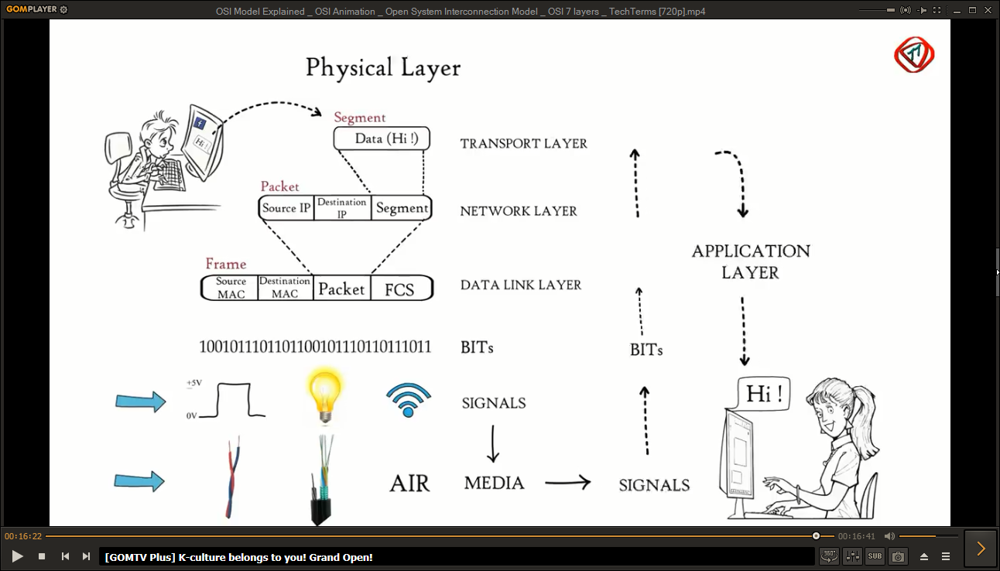 GOMPLAYER
OSI Model Explained _ OSI Animation _ Open System Interconnection Model _ OSI 7 layers _ TechTerms [720p].mp4
Physical Layer
f
Hi !
Segment
Data (Hi !)
TRANSPORT LAYER
Packet
Source IP
Destination
IP
Segment
NETWORK LAYER
APPLICATION
LAYER
Frame
Source
MAC
Destination
MAC
Packet
FCS
DATA LINK LAYER
1001011101101100101110110111011
BITs
BITs
+5V
0V
SIGNALS
Hi !
AIR
MEDIA
SIGNALS
00:16:22
00:16:41
[GOMTV Plus] K-culture belongs to you! Grand Open!
360°
SUB